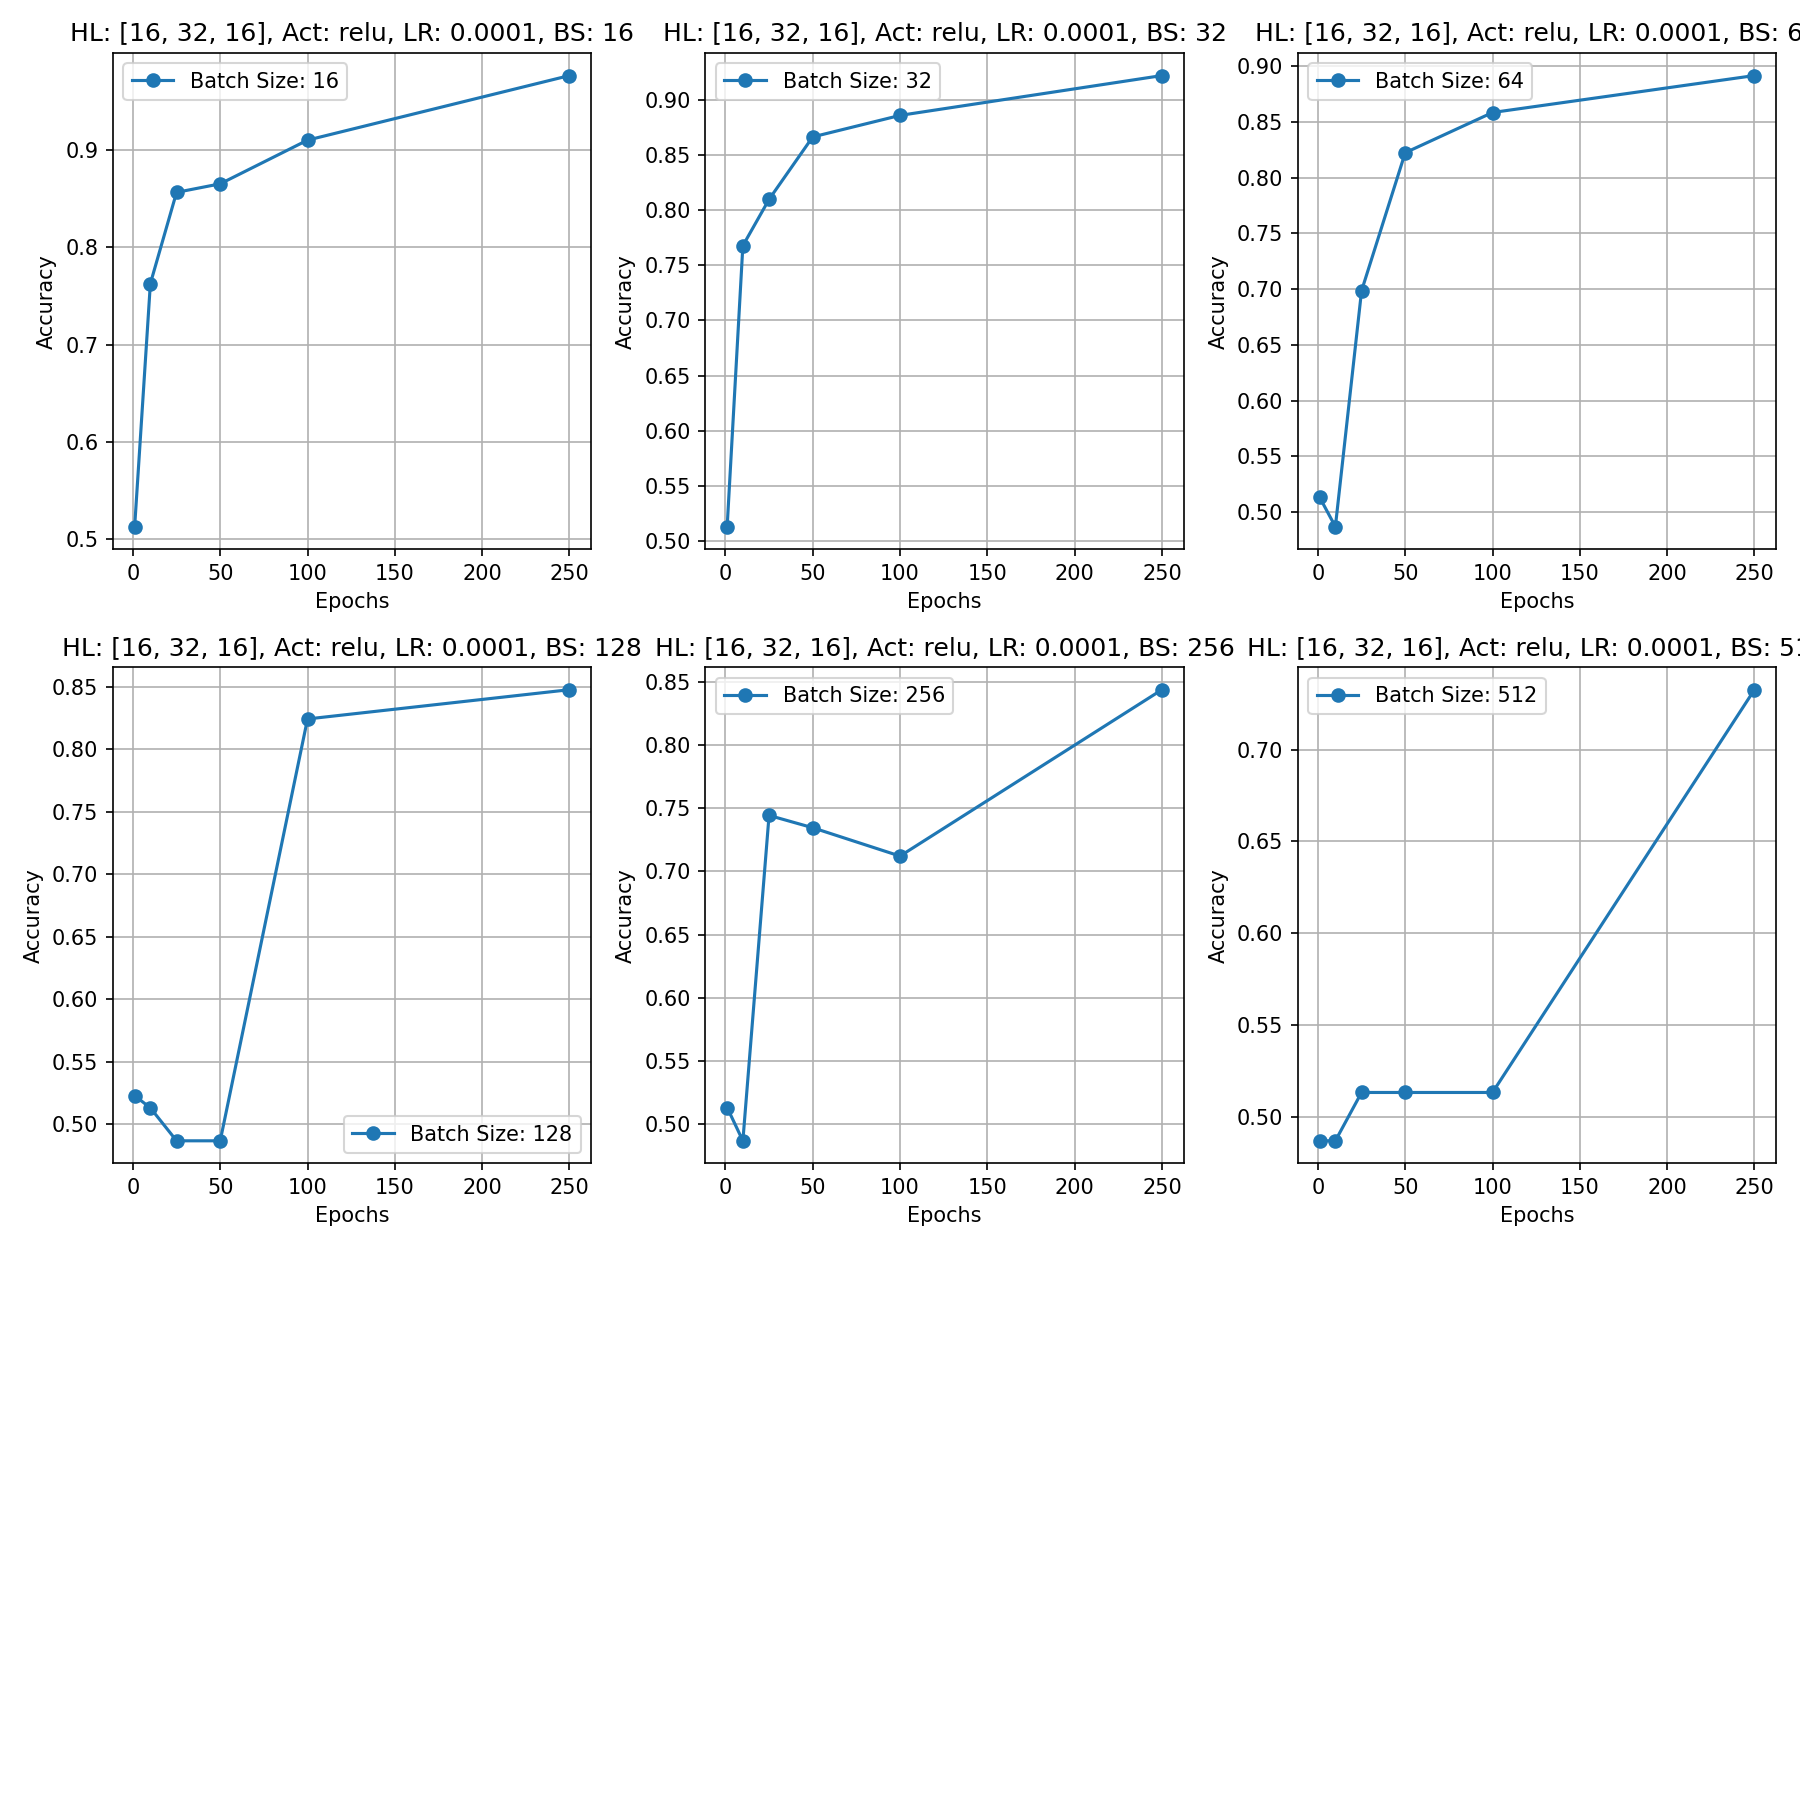 HL: [16, 32, 16], Act: relu, LR: 0.0001, BS: 16
Batch Size: 16
Accuracy
0.9
0.8
0.7
0.6
0.5
0 50 100 150 200 250
Epochs
HL: [16, 32, 16], Act: relu, LR: 0.0001, BS: 32
Batch Size: 32
Accuracy
0.90
0.85
0.80
0.75
0.70
0.65
0.60
0.55
0.50
0 50 100 150 200 250
Epochs
HL: [16, 32, 16], Act: relu, LR: 0.0001, BS: 6
Batch Size: 64
Accuracy
0.90
0.85
0.80
0.75
0.70
0.65
0.60
0.55
0.50
0 50 100 150 200 250
Epochs
HL: [16, 32, 16], Act: relu, LR: 0.0001, BS: 128
Batch Size: 128
Accuracy
0.85
0.80
0.75
0.70
0.65
0.60
0.55
0.50
0 50 100 150 200 250
Epochs
HL: [16, 32, 16], Act: relu, LR: 0.0001, BS: 256
Batch Size: 256
Accuracy
0.85
0.80
0.75
0.70
0.65
0.60
0.55
0.50
0 50 100 150 200 250
Epochs
HL: [16, 32, 16], Act: relu, LR: 0.0001, BS: 51
Batch Size: 512
Accuracy
0.70
0.65
0.60
0.55
0.50
0 50 100 150 200 250
Epochs